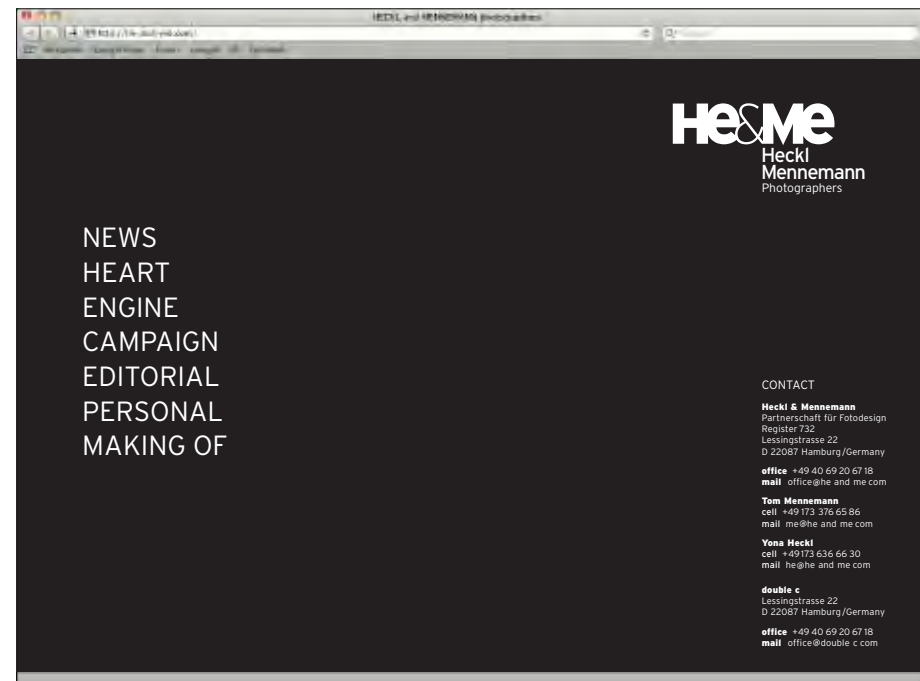 HECKL and MENNEMANN photographers
He&Me
Heckl
Mennemann
Photographers
NEWS
HEART
ENGINE
CAMPAIGN
EDITORIAL
PERSONAL
MAKING OF
CONTACT
Heckl & Mennemann
Partnerschaft für Fotodesign
Register 732
Lessingstrasse 22
D 22087 Hamburg/Germany
office +49 40 69 20 67 18
mail office@he and me com
Tom Mennemann
cell +49 173 376 65 86
mail me@he and me com
Yona Heckl
cell +49 173 636 66 30
mail he@he and me com
double c
Lessingstrasse 22
D 22087 Hamburg/Germany
office +49 40 69 20 67 18
mail office@double c com